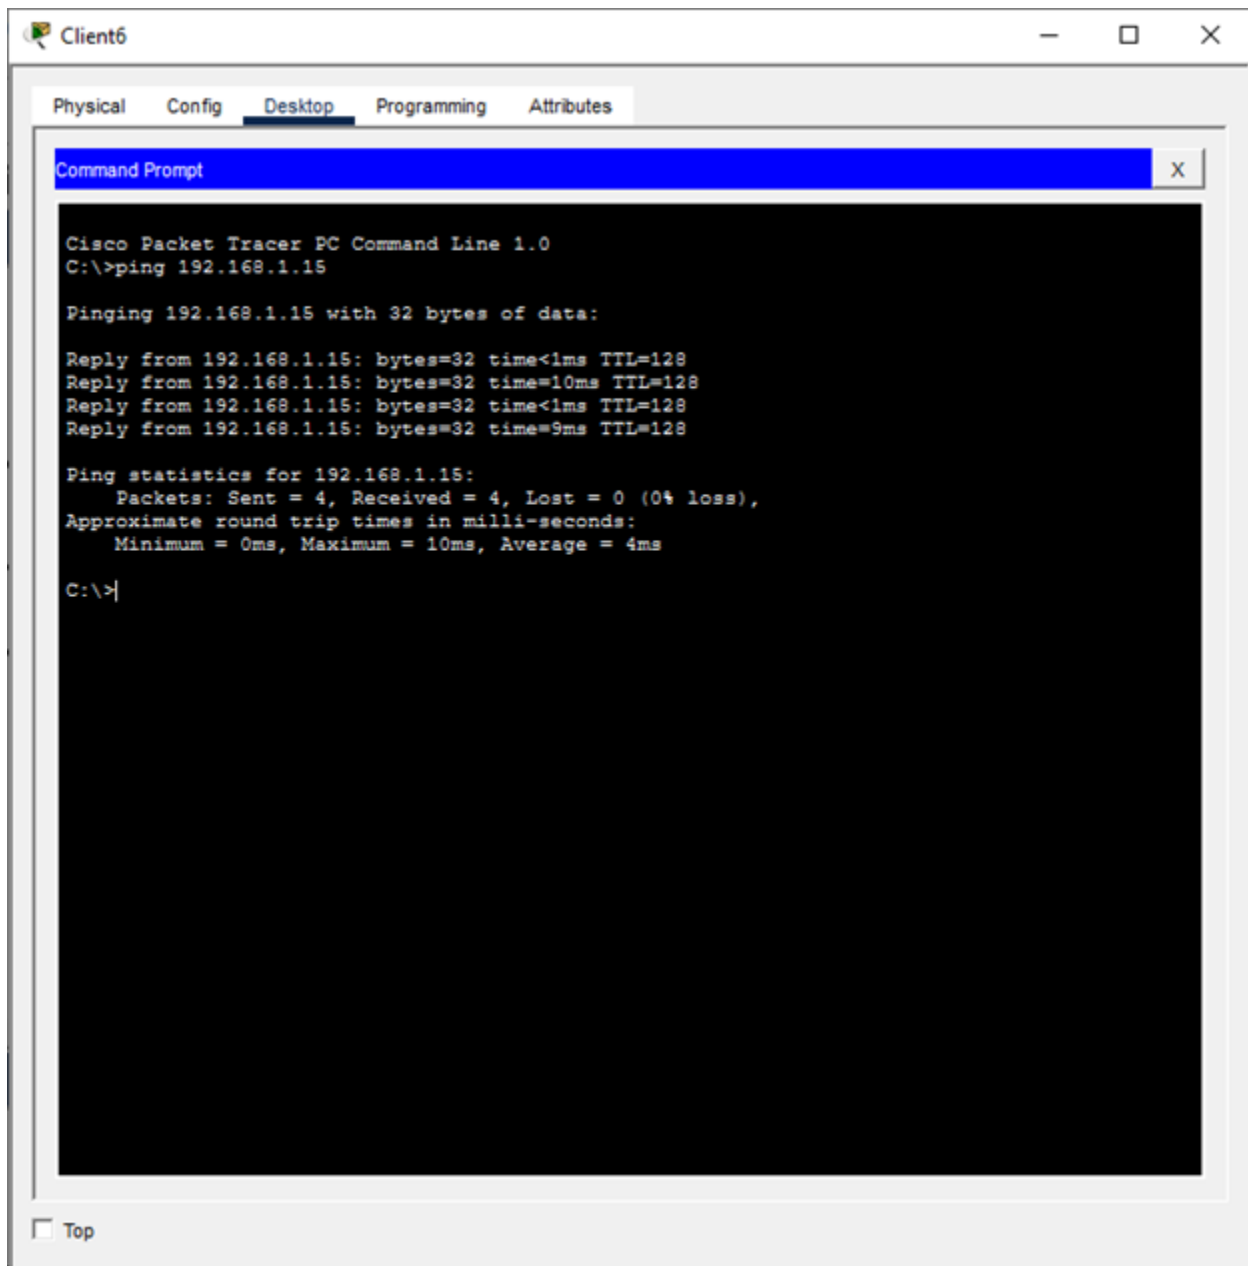 Client6
Physical Config Desktop Programming Attributes
Command Prompt X
Cisco Packet Tracer PC Command Line 1.0
C:\>ping 192.168.1.15
Pinging 192.168.1.15 with 32 bytes of data:
Reply from 192.168.1.15: bytes=32 time<1ms TTL=128
Reply from 192.168.1.15: bytes=32 time=10ms TTL=128
Reply from 192.168.1.15: bytes=32 time<1ms TTL=128
Reply from 192.168.1.15: bytes=32 time=9ms TTL=128
Ping statistics for 192.168.1.15:
Packets: Sent = 4, Received = 4, Lost = 0 (0% loss),
Approximate round trip times in milli-seconds:
Minimum = 0ms, Maximum = 10ms, Average = 4ms
C:\>
Top